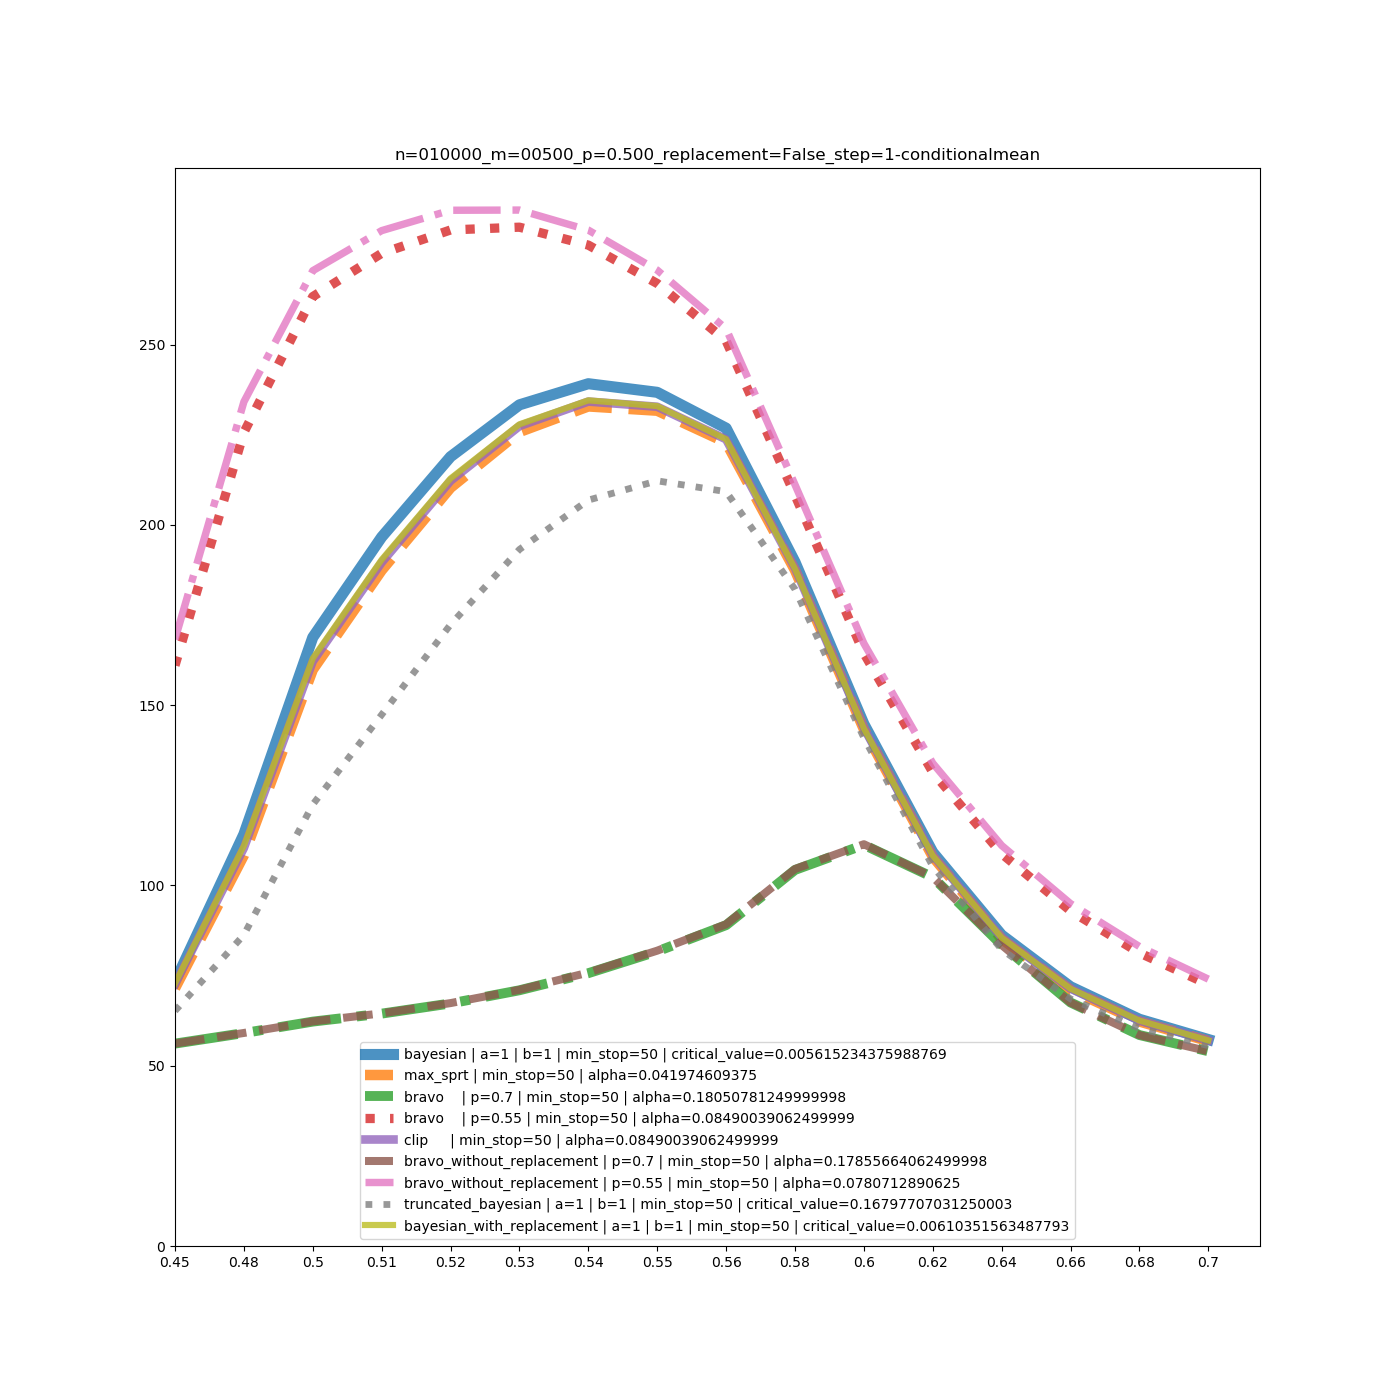 n=010000_m=00500_p=0.500_replacement=False_step=1-conditionalmean
250
200
150
100
50
0
bayesian | a=1 | b=1 | min_stop=50 | critical_value=0.005615234375988769
max_sprt | min_stop=50 | alpha=0.041974609375
bravo | p=0.7 | min_stop=50 | alpha=0.18050781249999998
bravo | p=0.55 | min_stop=50 | alpha=0.08490039062499999
clip | min_stop=50 | alpha=0.08490039062499999
bravo_without_replacement | p=0.7 | min_stop=50 | alpha=0.17855664062499998
bravo_without_replacement | p=0.55 | min_stop=50 | alpha=0.0780712890625
truncated_bayesian | a=1 | b=1 | min_stop=50 | critical_value=0.16797707031250003
bayesian_with_replacement | a=1 | b=1 | min_stop=50 | critical_value=0.00610351563487793
0.45 0.48 0.5 0.51 0.52 0.53 0.54 0.55 0.56 0.58 0.6 0.62 0.64 0.66 0.68 0.7